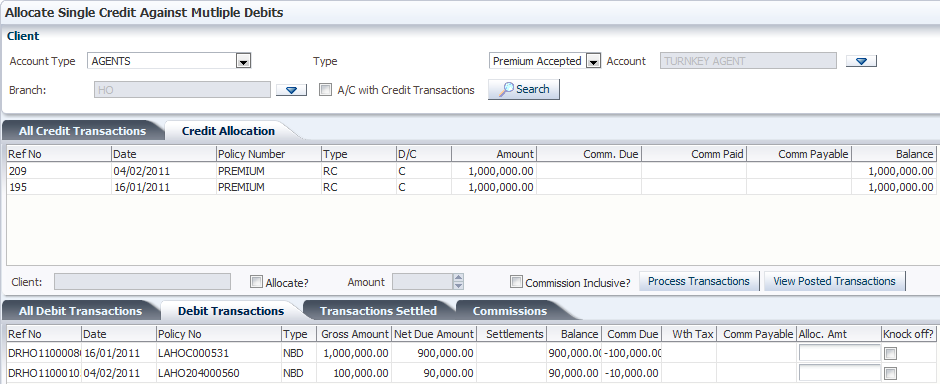 Allocate Single Credit Against Mutliple Debits
Client
Account Type AGENTS Type Premium Accepted Account TURNKEY AGENT
Branch: HO A/C with Credit Transactions Search
All Credit Transactions Credit Allocation
Ref No Date Policy Number Type D/C Amount Comm. Due Comm Paid Comm Payable Balance
209 04/02/2011 PREMIUM RC C 1,000,000.00 1,000,000.00
195 16/01/2011 PREMIUM RC C 1,000,000.00 1,000,000.00
Client: Allocate? Amount Commission Inclusive? Process Transactions View Posted Transactions
All Debit Transactions Debit Transactions Transactions Settled Commissions
Ref No Date Policy No Type Gross Amount Net Due Amount Settlements Balance Comm Due Wth Tax Comm Payable Alloc. Amt Knock off?
DRHO1100008 16/01/2011 LAHOC000531 NBD 1,000,000.00 900,000.00 900,000.0 -100,000.0
DRHO1100010 04/02/2011 LAHO204000560 NBD 100,000.00 90,000.00 90,000.00 -10,000.00